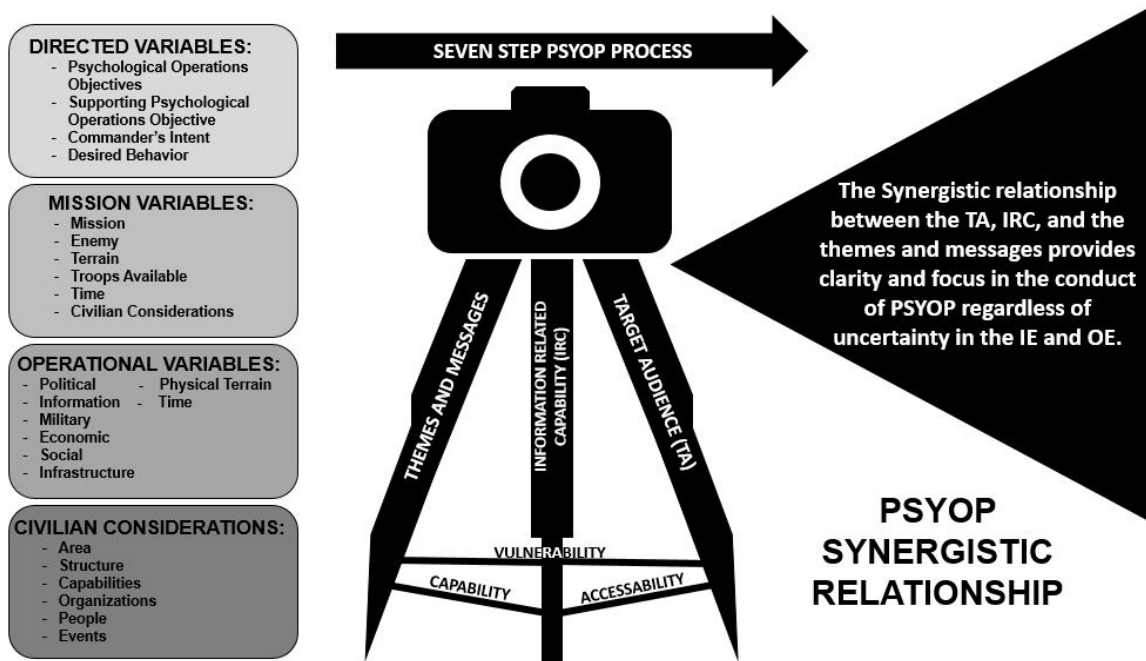 DIRECTED VARIABLES:
- Psychological Operations
Objectives
- Supporting Psychological
Operations Objective
- Commander's Intent
- Desired Behavior
MISSION VARIABLES:
- Mission
- Enemy
- Terrain
- Troops Available
- Time
- Civilian Considerations
OPERATIONAL VARIABLES:
- Political - Physical Terrain
- Information - Time
- Military
- Economic
- Social
- Infrastructure
CIVILIAN CONSIDERATIONS:
- Area
- Structure
- Capabilities
- Organizations
- People
- Events
SEVEN STEP PSYOP PROCESS
THEMES AND MESSAGES
INFORMATION RELATED
CAPABILITY (IRC)
TARGET AUDIENCE (TA)
VULNERABILITY
CAPABILITY
ACCESSABILITY
The Synergistic relationship
between the TA, IRC, and the
themes and messages provides
clarity and focus in the conduct
of PSYOP regardless of
uncertainty in the IE and OE.
PSYOP
SYNERGISTIC
RELATIONSHIP